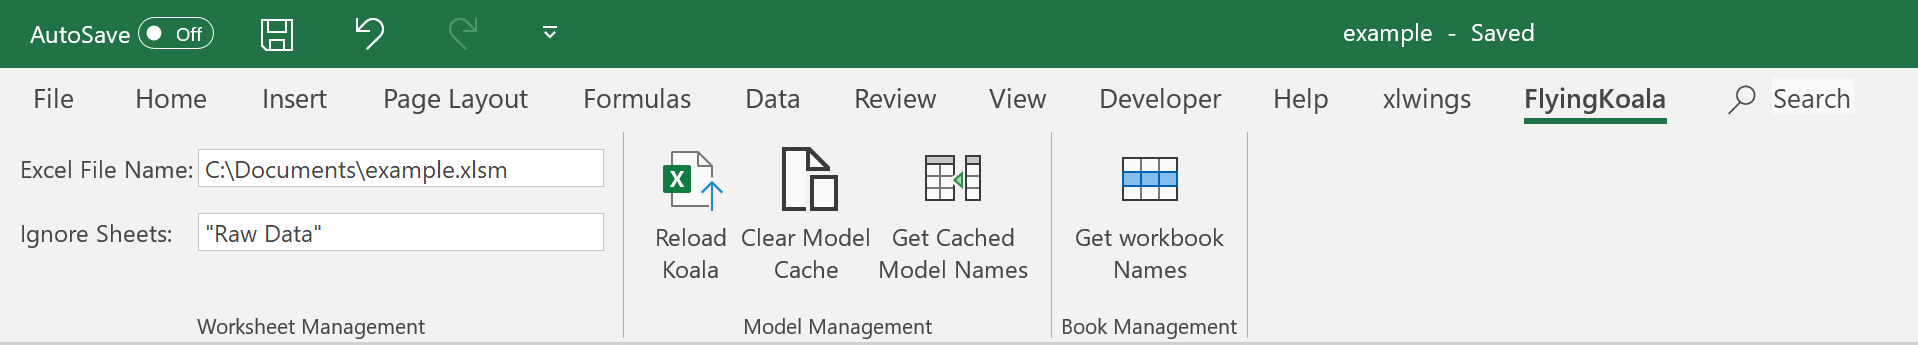 AutoSave Off example - Saved
File Home Insert Page Layout Formulas Data Review View Developer Help xlwings FlyingKoala Search
Excel File Name: C:\Documents\example.xlsm
Ignore Sheets: "Raw Data"
X
Reload
Koala
Clear Model
Cache
Get Cached
Model Names
Get workbook
Names
Worksheet Management
Model Management
Book Management